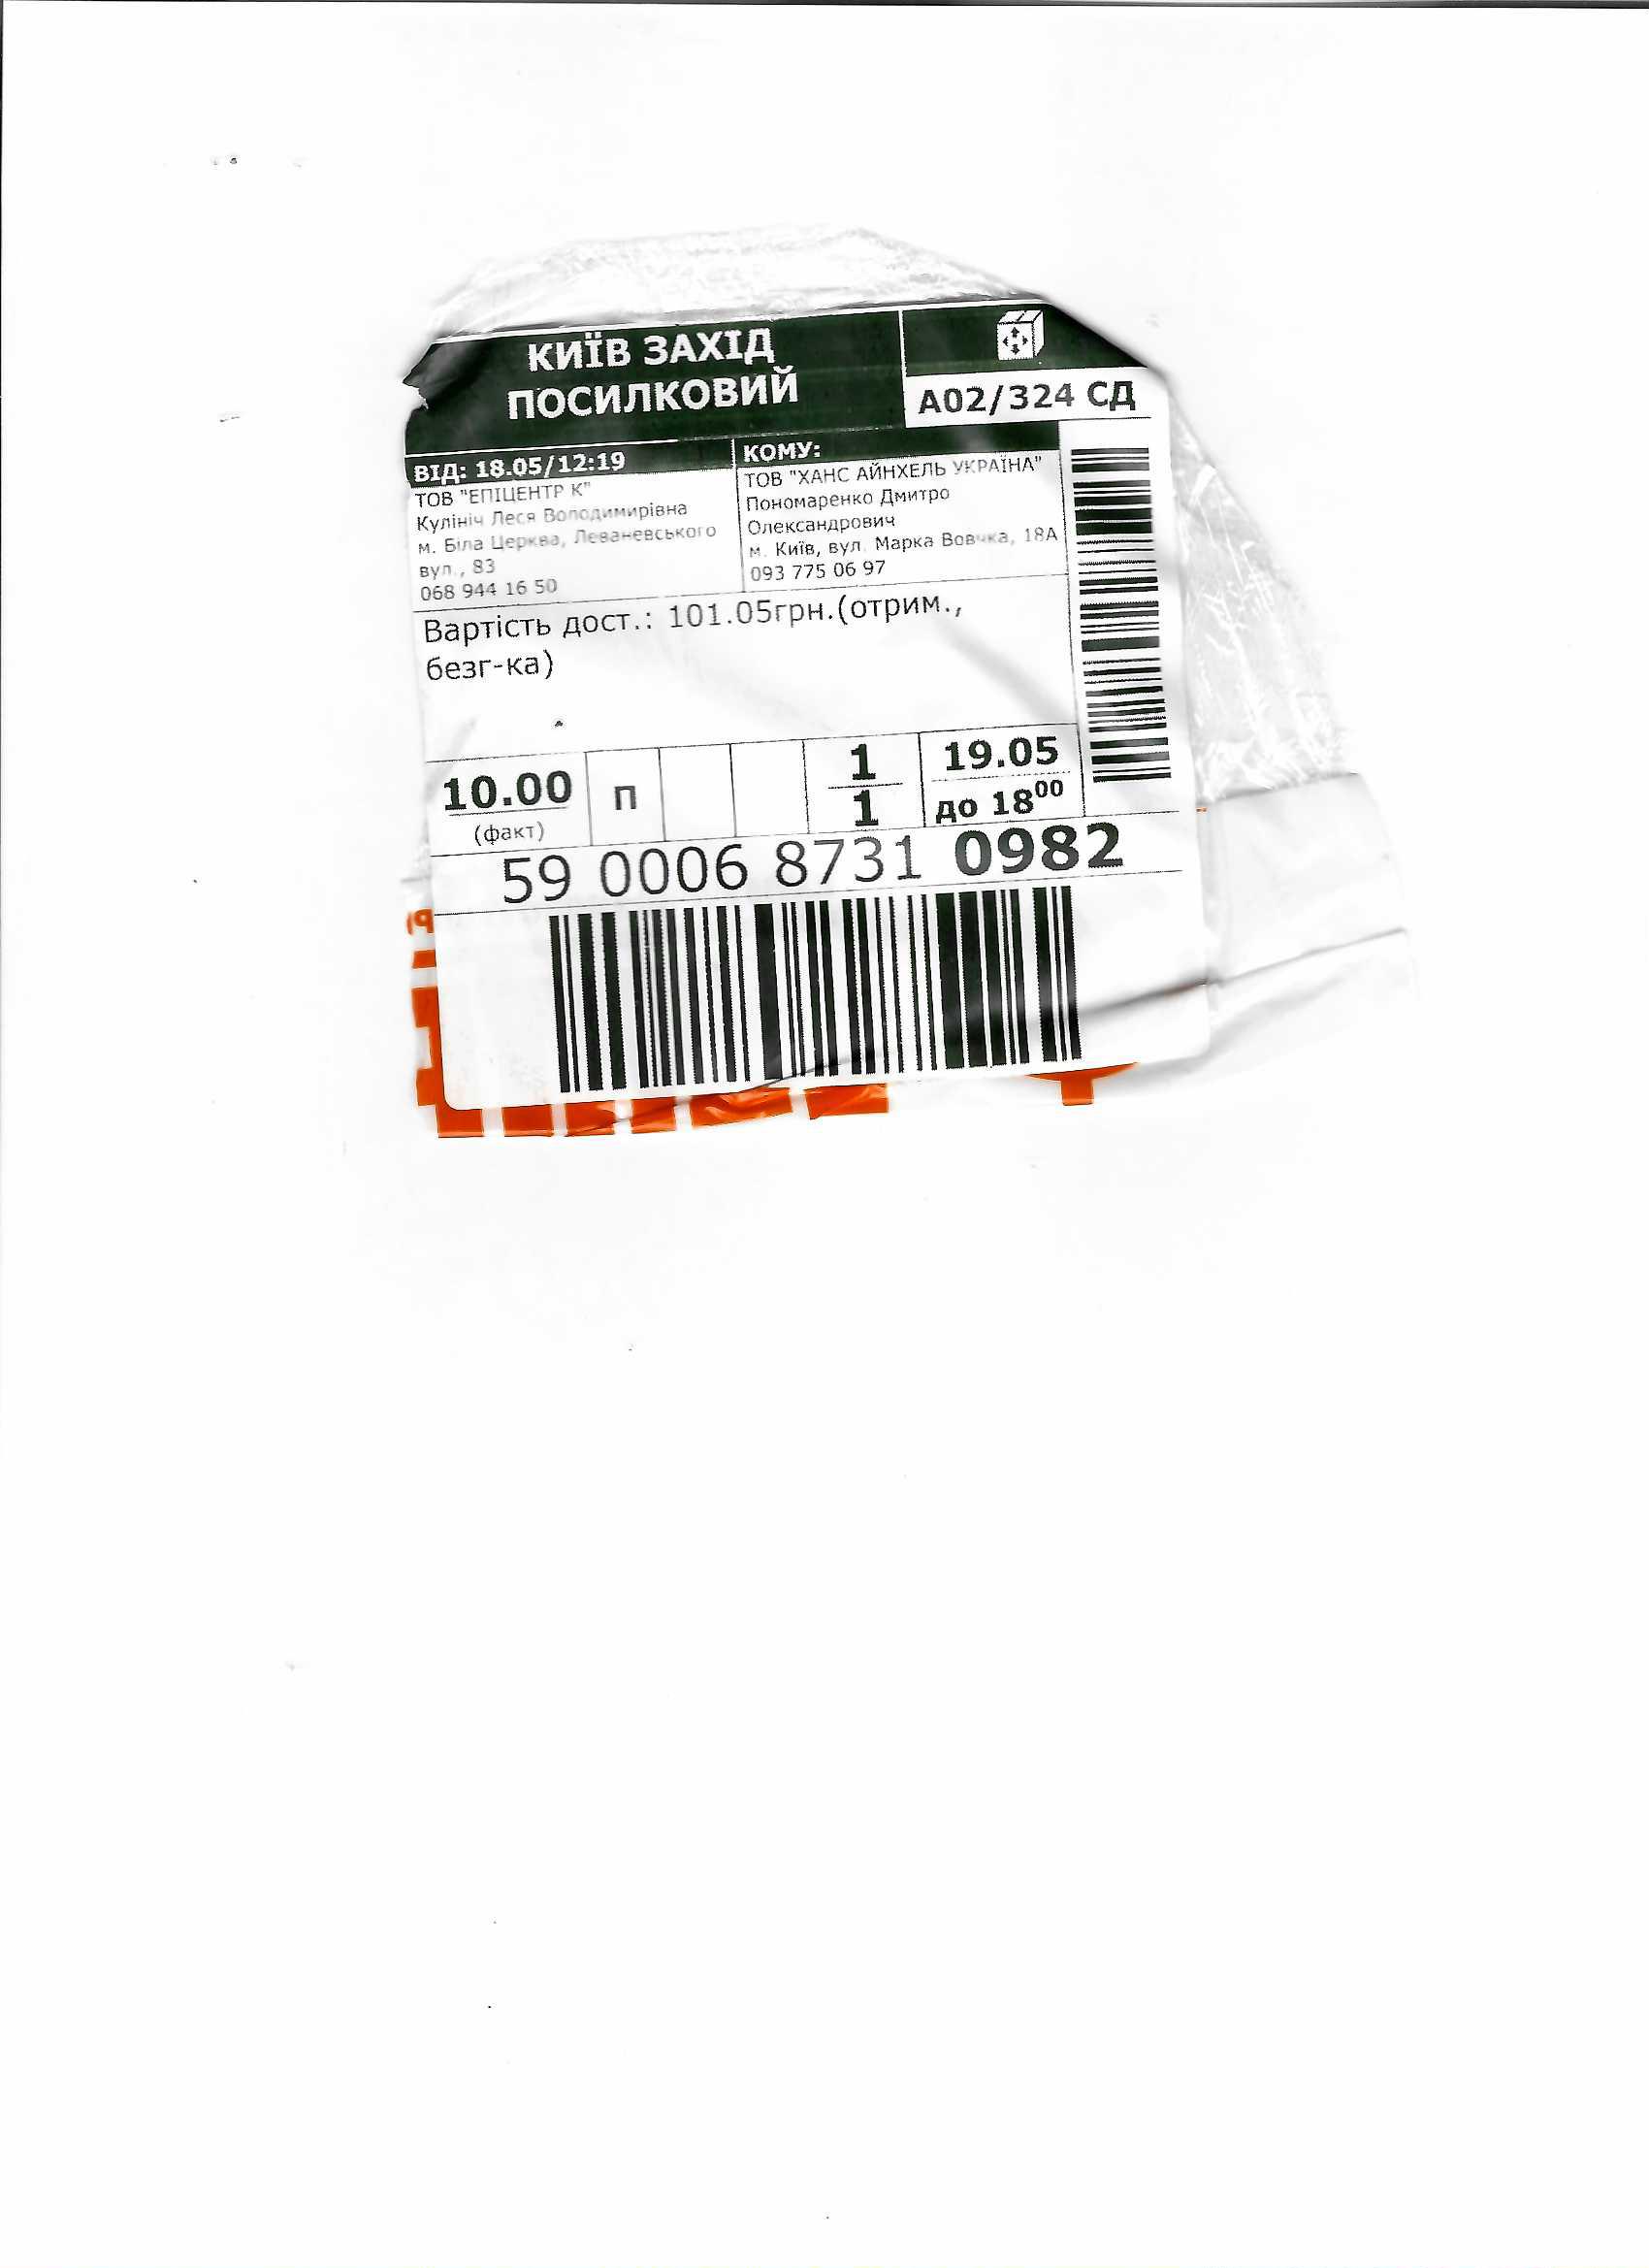 КИЇВ ЗАХІД
ПОСИЛКОВИЙ
А02/324 СД
ВІД: 18.05/12:19
ТОВ "ЕПІЦЕНТР К"
Кулініч Леся Володимирівна
м. Біла Церква, Леваневського
вул., 83
068 944 16 50
КОМУ:
ТОВ "ХАНС АЙНХЕЛЬ УКРАЇНА"
Пономаренко Дмитро
Олександрович
м. Київ, вул. Марка Вовчка, 18А
093 775 06 97
Вартість дост.: 101.05грн.(отрим.,
безг-ка)
10.00
(факт)
П
1
1
19.05
до 18⁰⁰
59 0006 8731 0982